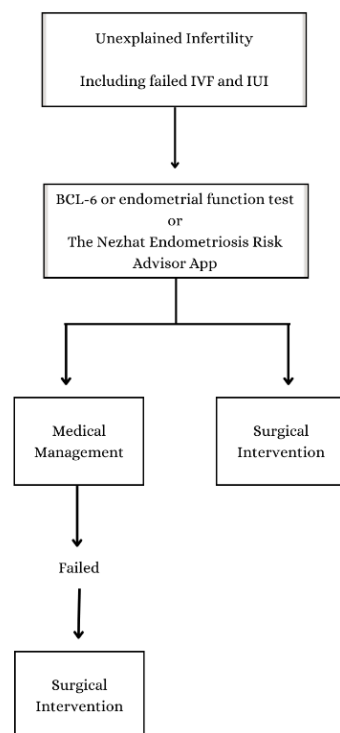 Unexplained Infertility
Including failed IVF and IUI
BCL-6 or endometrial function test
or
The Nezhat Endometriosis Risk
Advisor App
Medical
Management
Surgical
Intervention
Failed
Surgical
Intervention